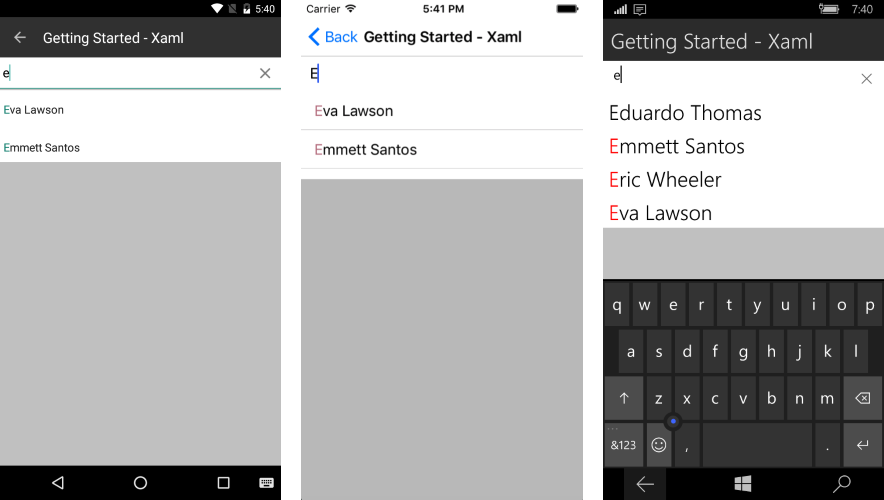 5:40
Getting Started - Xaml
e
Eva Lawson
Emmett Santos
Carrier
5:41 PM
Back Getting Started - Xaml
E
Eva Lawson
Emmett Santos
7:40
Getting Started - Xaml
e
Eduardo Thomas
Emmett Santos
Eric Wheeler
Eva Lawson
q w e r t y u i o p
a s d f g h j k l
z x c v b n m
&123 , .